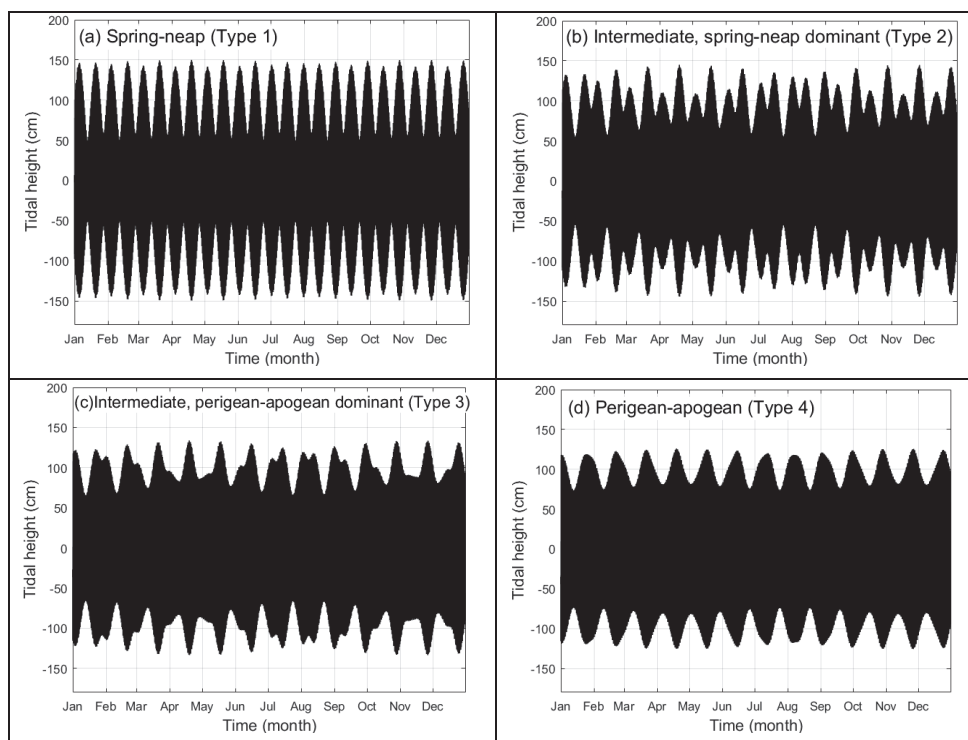 (a) Spring-neap (Type 1)
200
150
100
50
0
-50
-100
-150
Tidal height (cm)
Jan Feb Mar Apr May Jun Jul Aug Sep Oct Nov Dec
Time (month)
(b) Intermediate, spring-neap dominant (Type 2)
200
150
100
50
0
-50
-100
-150
Tidal height (cm)
Jan Feb Mar Apr May Jun Jul Aug Sep Oct Nov Dec
Time (month)
(c)Intermediate, perigean-apogean dominant (Type 3)
200
150
100
50
0
-50
-100
-150
Tidal height (cm)
Jan Feb Mar Apr May Jun Jul Aug Sep Oct Nov Dec
Time (month)
(d) Perigean-apogean (Type 4)
200
150
100
50
0
-50
-100
-150
Tidal height (cm)
Jan Feb Mar Apr May Jun Jul Aug Sep Oct Nov Dec
Time (month)